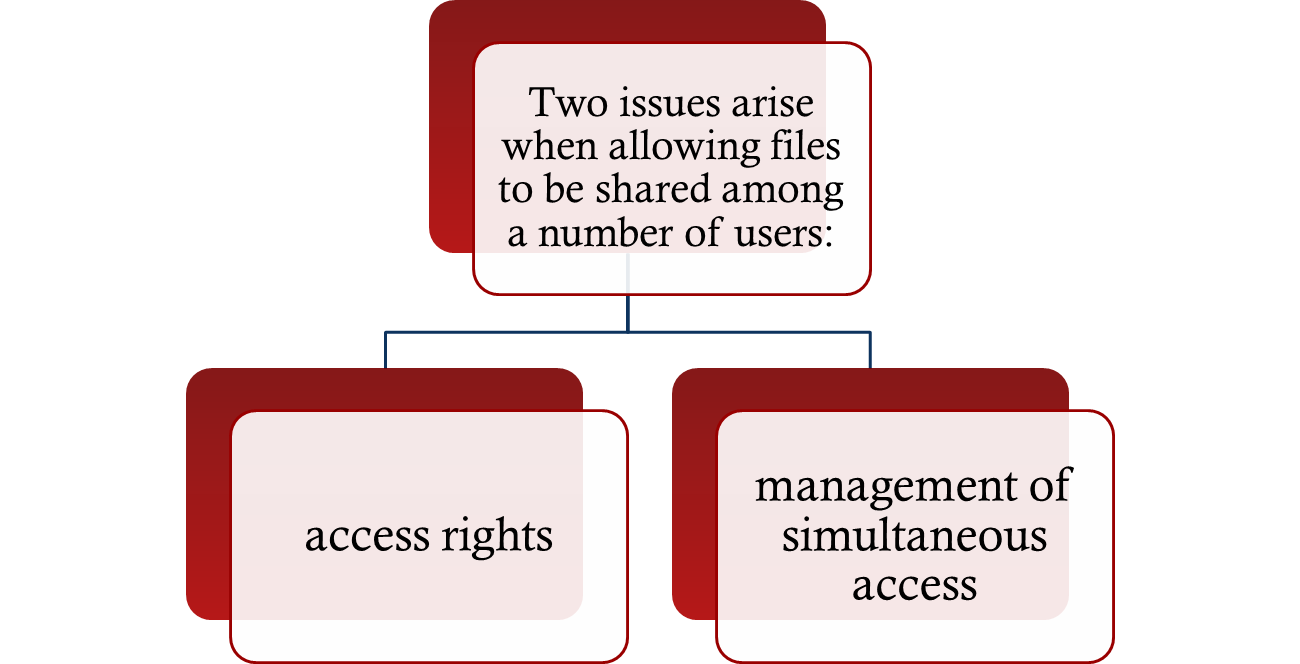 Two issues arise
when allowing files
to be shared among
a number of users:
access rights
management of
simultaneous
access